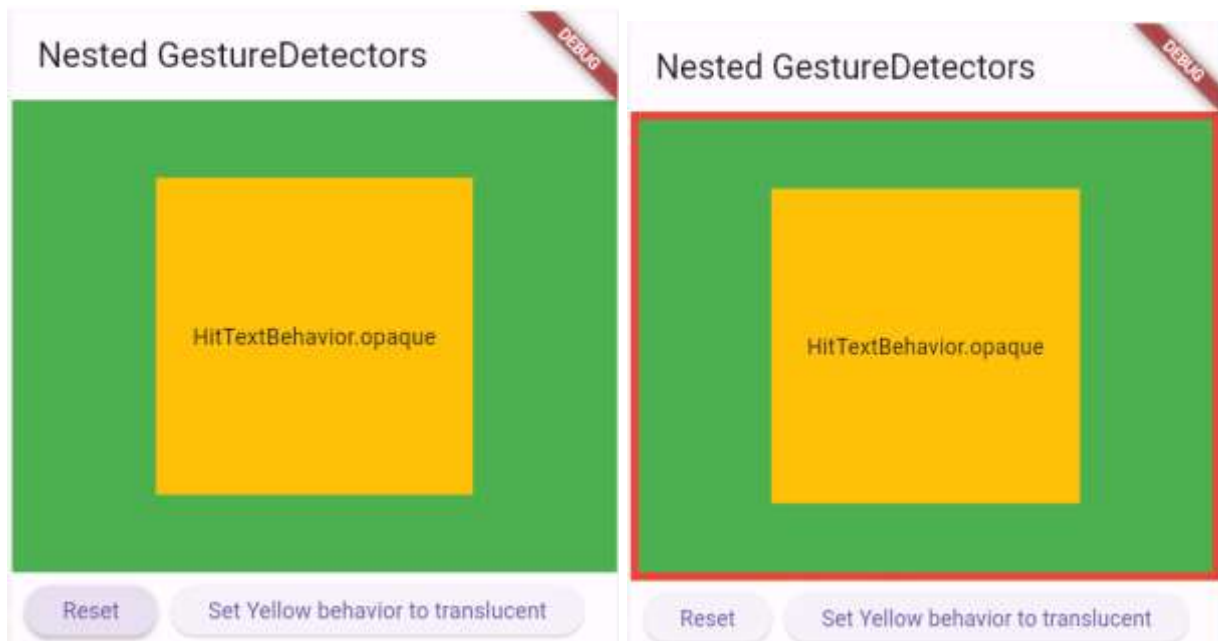 Nested GestureDetectors
DEBUG
HitTextBehavior.opaque
Reset
Set Yellow behavior to translucent
Nested GestureDetectors
DEBUG
HitTextBehavior.opaque
Reset
Set Yellow behavior to translucent